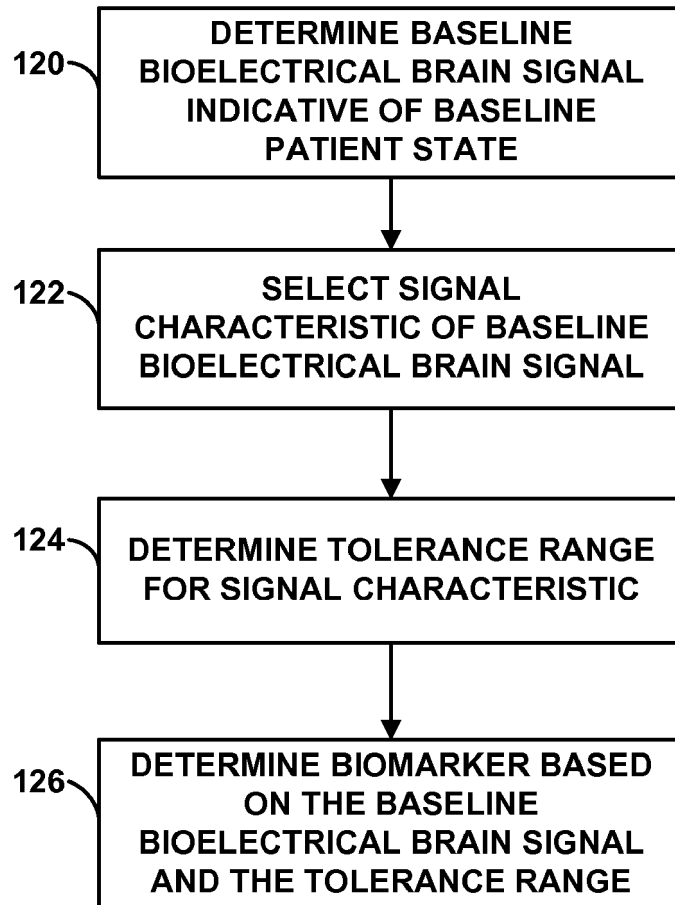 120
DETERMINE BASELINE
BIOELECTRICAL BRAIN SIGNAL
INDICATIVE OF BASELINE
PATIENT STATE
122
SELECT SIGNAL
CHARACTERISTIC OF BASELINE
BIOELECTRICAL BRAIN SIGNAL
124
DETERMINE TOLERANCE RANGE
FOR SIGNAL CHARACTERISTIC
126
DETERMINE BIOMARKER BASED
ON THE BASELINE
BIOELECTRICAL BRAIN SIGNAL
AND THE TOLERANCE RANGE